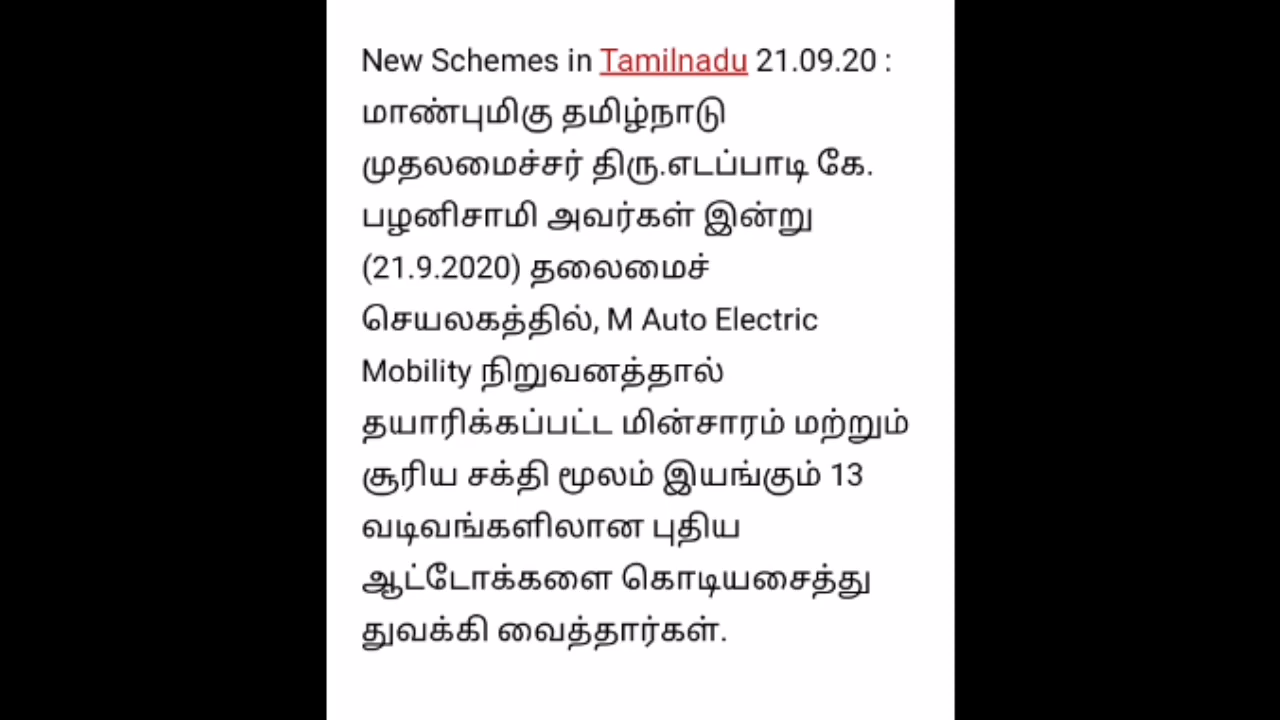 New Schemes in Tamilnadu 21.09.20 :
மாண்புமிகு தமிழ்நாடு
முதலமைச்சர் திரு.எடப்பாடி கே.
பழனிசாமி அவர்கள் இன்று
(21.9.2020) தலைமைச்
செயலகத்தில், M Auto Electric
Mobility நிறுவனத்தால்
தயாரிக்கப்பட்ட மின்சாரம் மற்றும்
சூரிய சக்தி மூலம் இயங்கும் 13
வடிவங்களிலான புதிய
ஆட்டோக்களை கொடியசைத்து
துவக்கி வைத்தார்கள்.